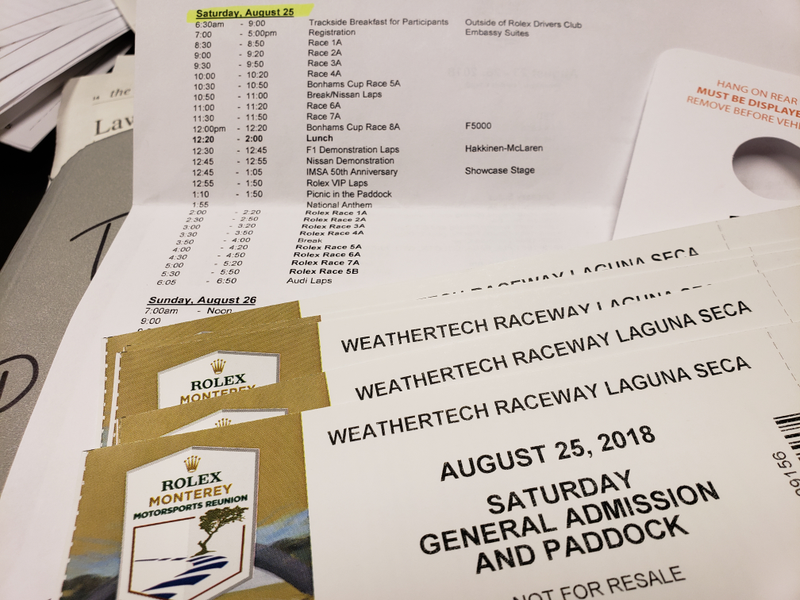 Saturday, August 25
6:30am - 9:00 Trackside Breakfast for Participants Outside of Rolex Drivers Club
7:00 - 5:00pm Registration Embassy Suites
8:30 - 8:50 Race 1A
9:00 - 9:20 Race 2A
9:30 - 9:50 Race 3A
10:00 - 10:20 Race 4A
10:30 - 10:50 Bonhams Cup Race 5A
10:50 - 11:00 Break/Nissan Laps
11:00 - 11:20 Race 6A
11:30 - 11:50 Race 7A
12:00pm - 12:20 Bonhams Cup Race 8A F5000
12:20 - 2:00 Lunch
12:30 - 12:45 F1 Demonstration Laps Hakkinen-McLaren
12:45 - 12:55 Nissan Demonstration
12:45 - 1:05 IMSA 50th Anniversary Showcase Stage
12:55 - 1:50 Rolex VIP Laps
1:10 - 1:50 Picnic in the Paddock
1:55 National Anthem
2:00 - 2:20 Rolex Race 1A
2:30 - 2:50 Rolex Race 2A
3:00 - 3:20 Rolex Race 3A
3:30 - 3:50 Rolex Race 4A
3:50 - 4:00 Break
4:00 - 4:20 Rolex Race 5A
4:30 - 4:50 Rolex Race 6A
5:00 - 5:20 Rolex Race 7A
5:30 - 5:50 Rolex Race 5B
6:05 - 6:50 Audi Laps
Sunday, August 26
7:00am - Noon
9:00
" the
Law
HANG ON REAR
MUST BE DISPLAYE
REMOVE BEFORE VEH
TECH RACEWAY LAGUNA SECA
WEATHERTECH RACEWAY LAGUNA SECA
WEATHERTECH RACEWAY LAGUNA SECA
ROLEX
MONTEREY
WEATHERTECH RACEWAY LAGUNA SECA
AUGUST 25, 2018
SATURDAY
GENERAL ADMISSION
AND PADDOCK
NOT FOR RESALE
ROLEX
MONTEREY
MOTORSPORTS REUNION